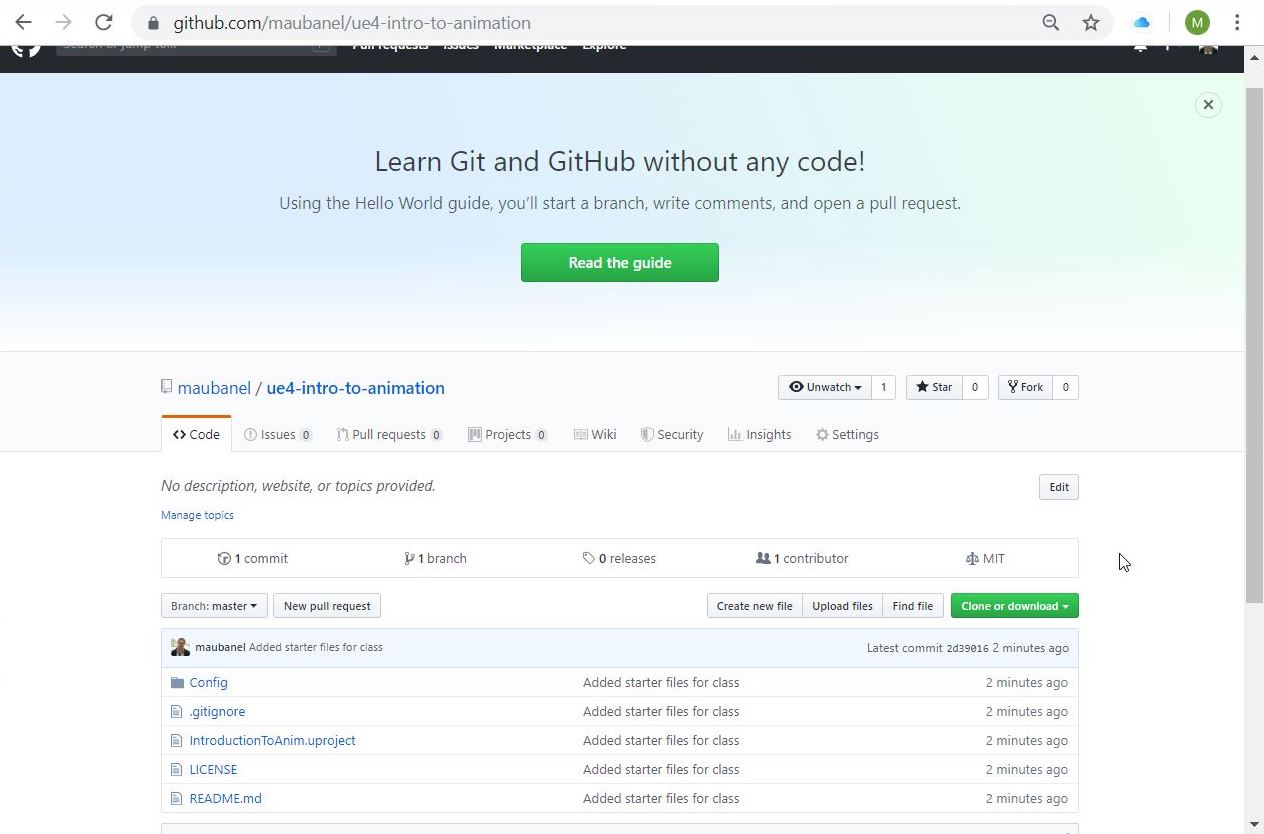 github.com/maubanel/ue4-intro-to-animation
M
Pull requests Issues Marketplace Explore
Learn Git and GitHub without any code!
Using the Hello World guide, you’ll start a branch, write comments, and open a pull request.
Read the guide
maubanel / ue4-intro-to-animation
Unwatch 1 Star 0 Fork 0
Code Issues 0 Pull requests 0 Projects 0 Wiki Security Insights Settings
No description, website, or topics provided.
Edit
Manage topics
1 commit 1 branch 0 releases 1 contributor MIT
Branch: master New pull request Create new file Upload files Find file Clone or download
maubanel Added starter files for class Latest commit 2d39016 2 minutes ago
Config Added starter files for class 2 minutes ago
.gitignore Added starter files for class 2 minutes ago
IntroductionToAnim.uproject Added starter files for class 2 minutes ago
LICENSE Added starter files for class 2 minutes ago
README.md Added starter files for class 2 minutes ago